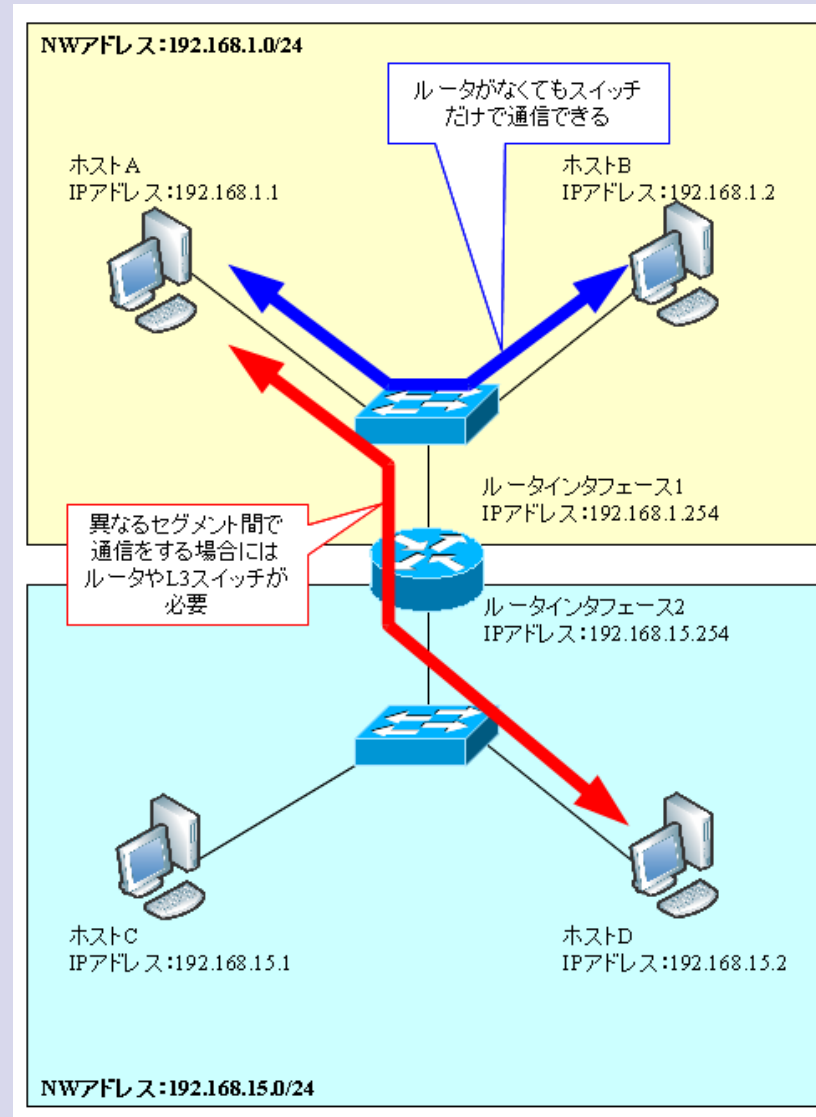 NWアドレス：192.168.1.0/24
ルータがなくてもスイッチ
だけで通信できる
ホストA
IPアドレス：192.168.1.1
ホストB
IPアドレス：192.168.1.2
ルータインタフェース1
IPアドレス：192.168.1.254
異なるセグメント間で
通信をする場合には
ルータやL3スイッチが
必要
ルータインタフェース2
IPアドレス：192.168.15.254
ホストC
IPアドレス：192.168.15.1
ホストD
IPアドレス：192.168.15.2
NWアドレス：192.168.15.0/24